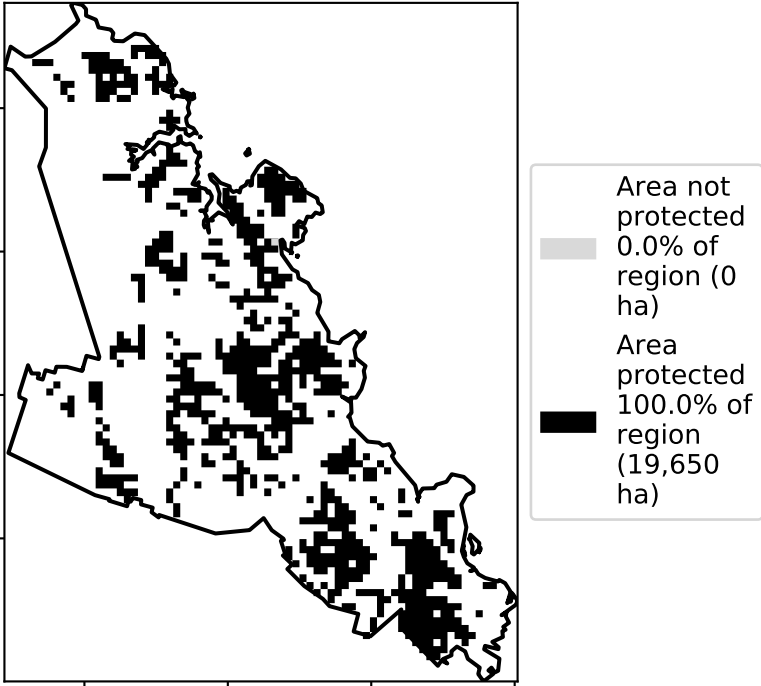 Area not
protected
0.0% of
region (0
ha)
Area
protected
100.0% of
region
(19,650
ha)